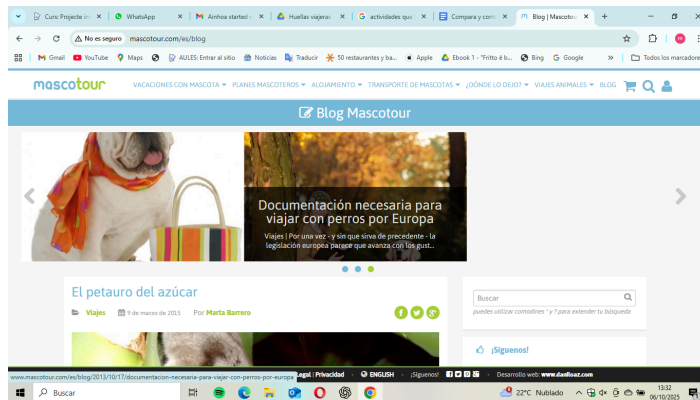 Curs: Projecte in
WhatsApp
Ainhoa started
Huellas viajeras
actividades que
Compara y cont
Blog | Mascotour
No es seguro mascotour.com/es/blog
Gmail YouTube Maps AULES: Entrar al sitio Noticias Traducir 50 restaurantes y ba... Apple Ebook 1 - "Fritto è b... Bing Google » Todos los marcadores
mascotour VACACIONES CON MASCOTA PLANES MASCOTEROS ALOJAMIENTO TRANSPORTE DE MASCOTAS ¿DÓNDE LO DEJO? VIAJES ANIMALES BLOG
Blog Mascotour
Documentación necesaria para
viajar con perros por Europa
Viajes | Por una vez - y sin que sirva de precedente - la
legislación europea parece que avanza con los gust...
El petauro del azúcar
Viajes 9 de marzo de 2015 Por Marta Barrero
Buscar
puedes utilizar comodines * y ? para extender tu búsqueda
¡Síguenos!
www.mascotour.com/es/blog/2013/10/17/documentacion-necesaria-para-viajar-con-perros-por-europa
Legal | Privacidad · ENGLISH · ¡Síguenos! · Desarrollo web: www.danlloaz.com
Buscar
22°C Nublado
13:32
06/10/2025